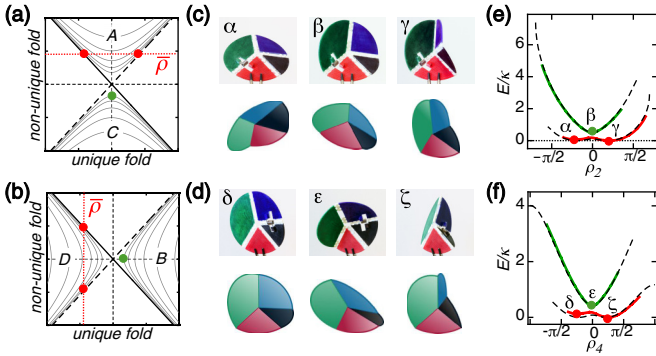 (a)
non-unique fold
A
ρ̅
C
unique fold
(b)
non-unique fold
ρ̅
D
B
unique fold
(c)
α
β
γ
(d)
δ
ε
ζ
(e)
E/κ
6
4
2
0
β
α
γ
−π/2
0
π/2
ρ₂
(f)
E/κ
4
2
0
ε
δ
ζ
−π/2
0
π/2
ρ₄